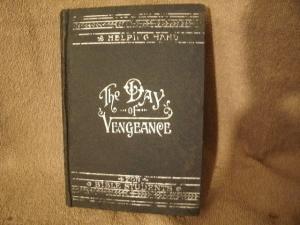 HELPING HAND
The Day
of
Vengeance
FOR
BIBLE STUDENTS